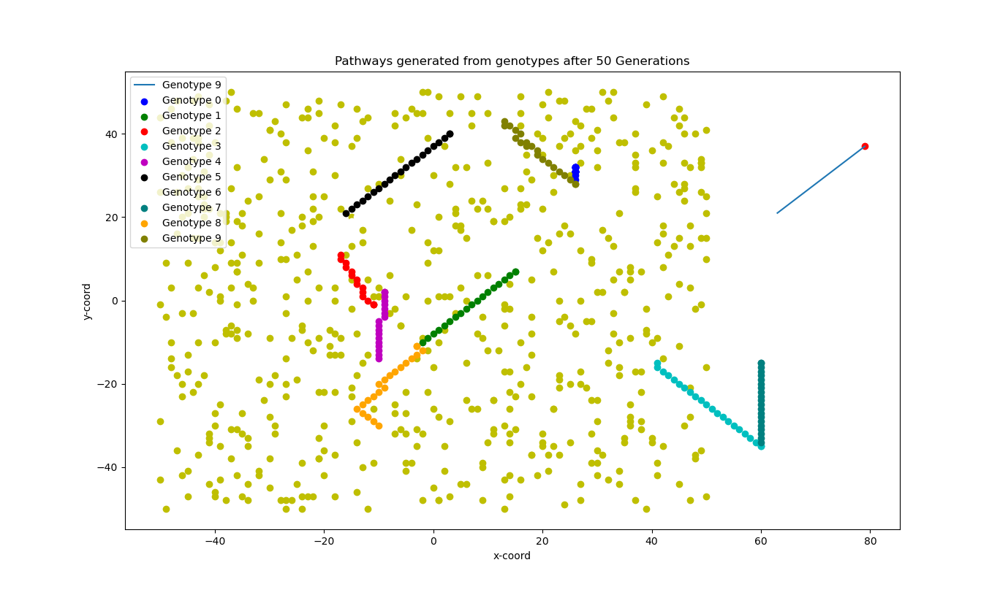 Pathways generated from genotypes after 50 Generations
Genotype 9
Genotype 0
Genotype 1
Genotype 2
Genotype 3
Genotype 4
Genotype 5
Genotype 6
Genotype 7
Genotype 8
Genotype 9
40
20
0
−20
−40
y-coord
−40 −20 0 20 40 60 80
x-coord